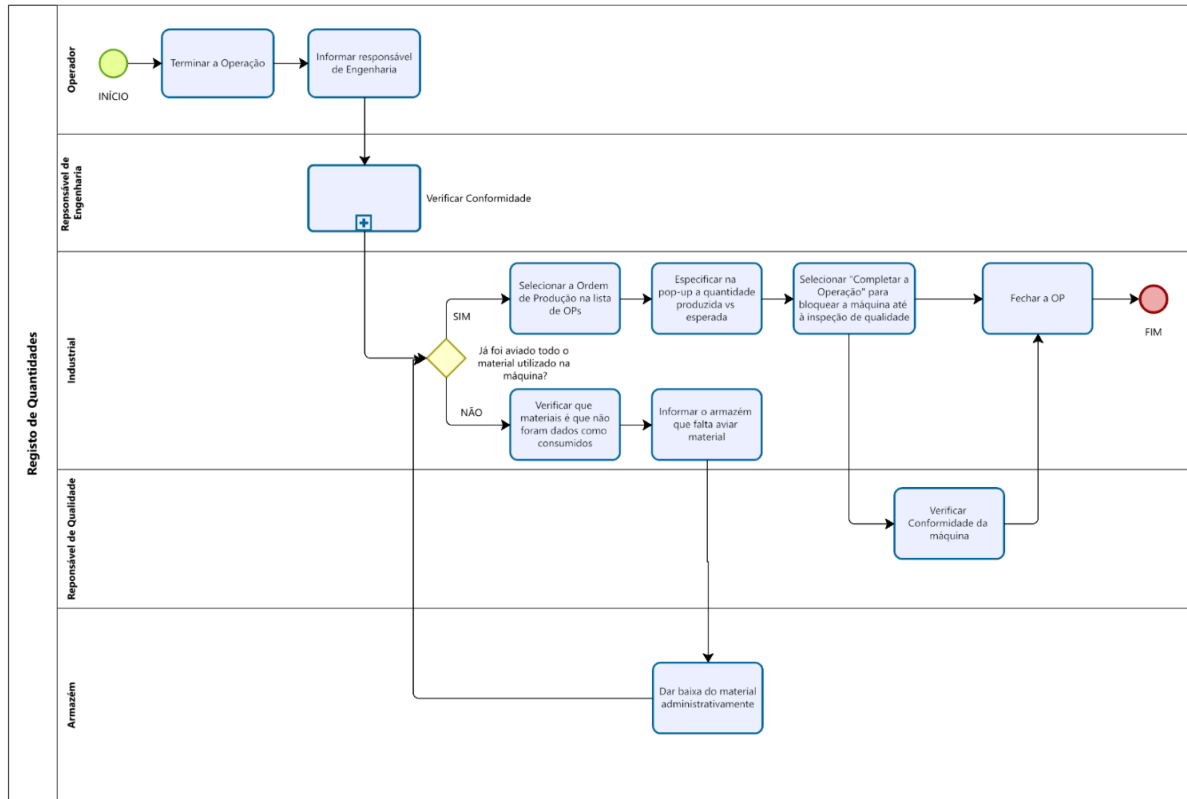 Registo de Quantidades
Operador
INÍCIO
Terminar a Operação
Informar responsável
de Engenharia
Repsonsável de
Engenharia
Verificar Conformidade
Industrial
Já foi aviado todo o
material utilizado na
máquina?
SIM
Selecionar a Ordem
de Produção na lista
de OPs
Especificar na
pop-up a quantidade
produzida vs
esperada
Selecionar "Completar a
Operação" para
bloquear a máquina até
à inspeção de qualidade
Fechar a OP
FIM
NÃO
Verificar que
materiais é que não
foram dados como
consumidos
Informar o armazém
que falta aviar
material
Reponsável de Qualidade
Verificar
Conformidade da
máquina
Armazém
Dar baixa do material
administrativamente